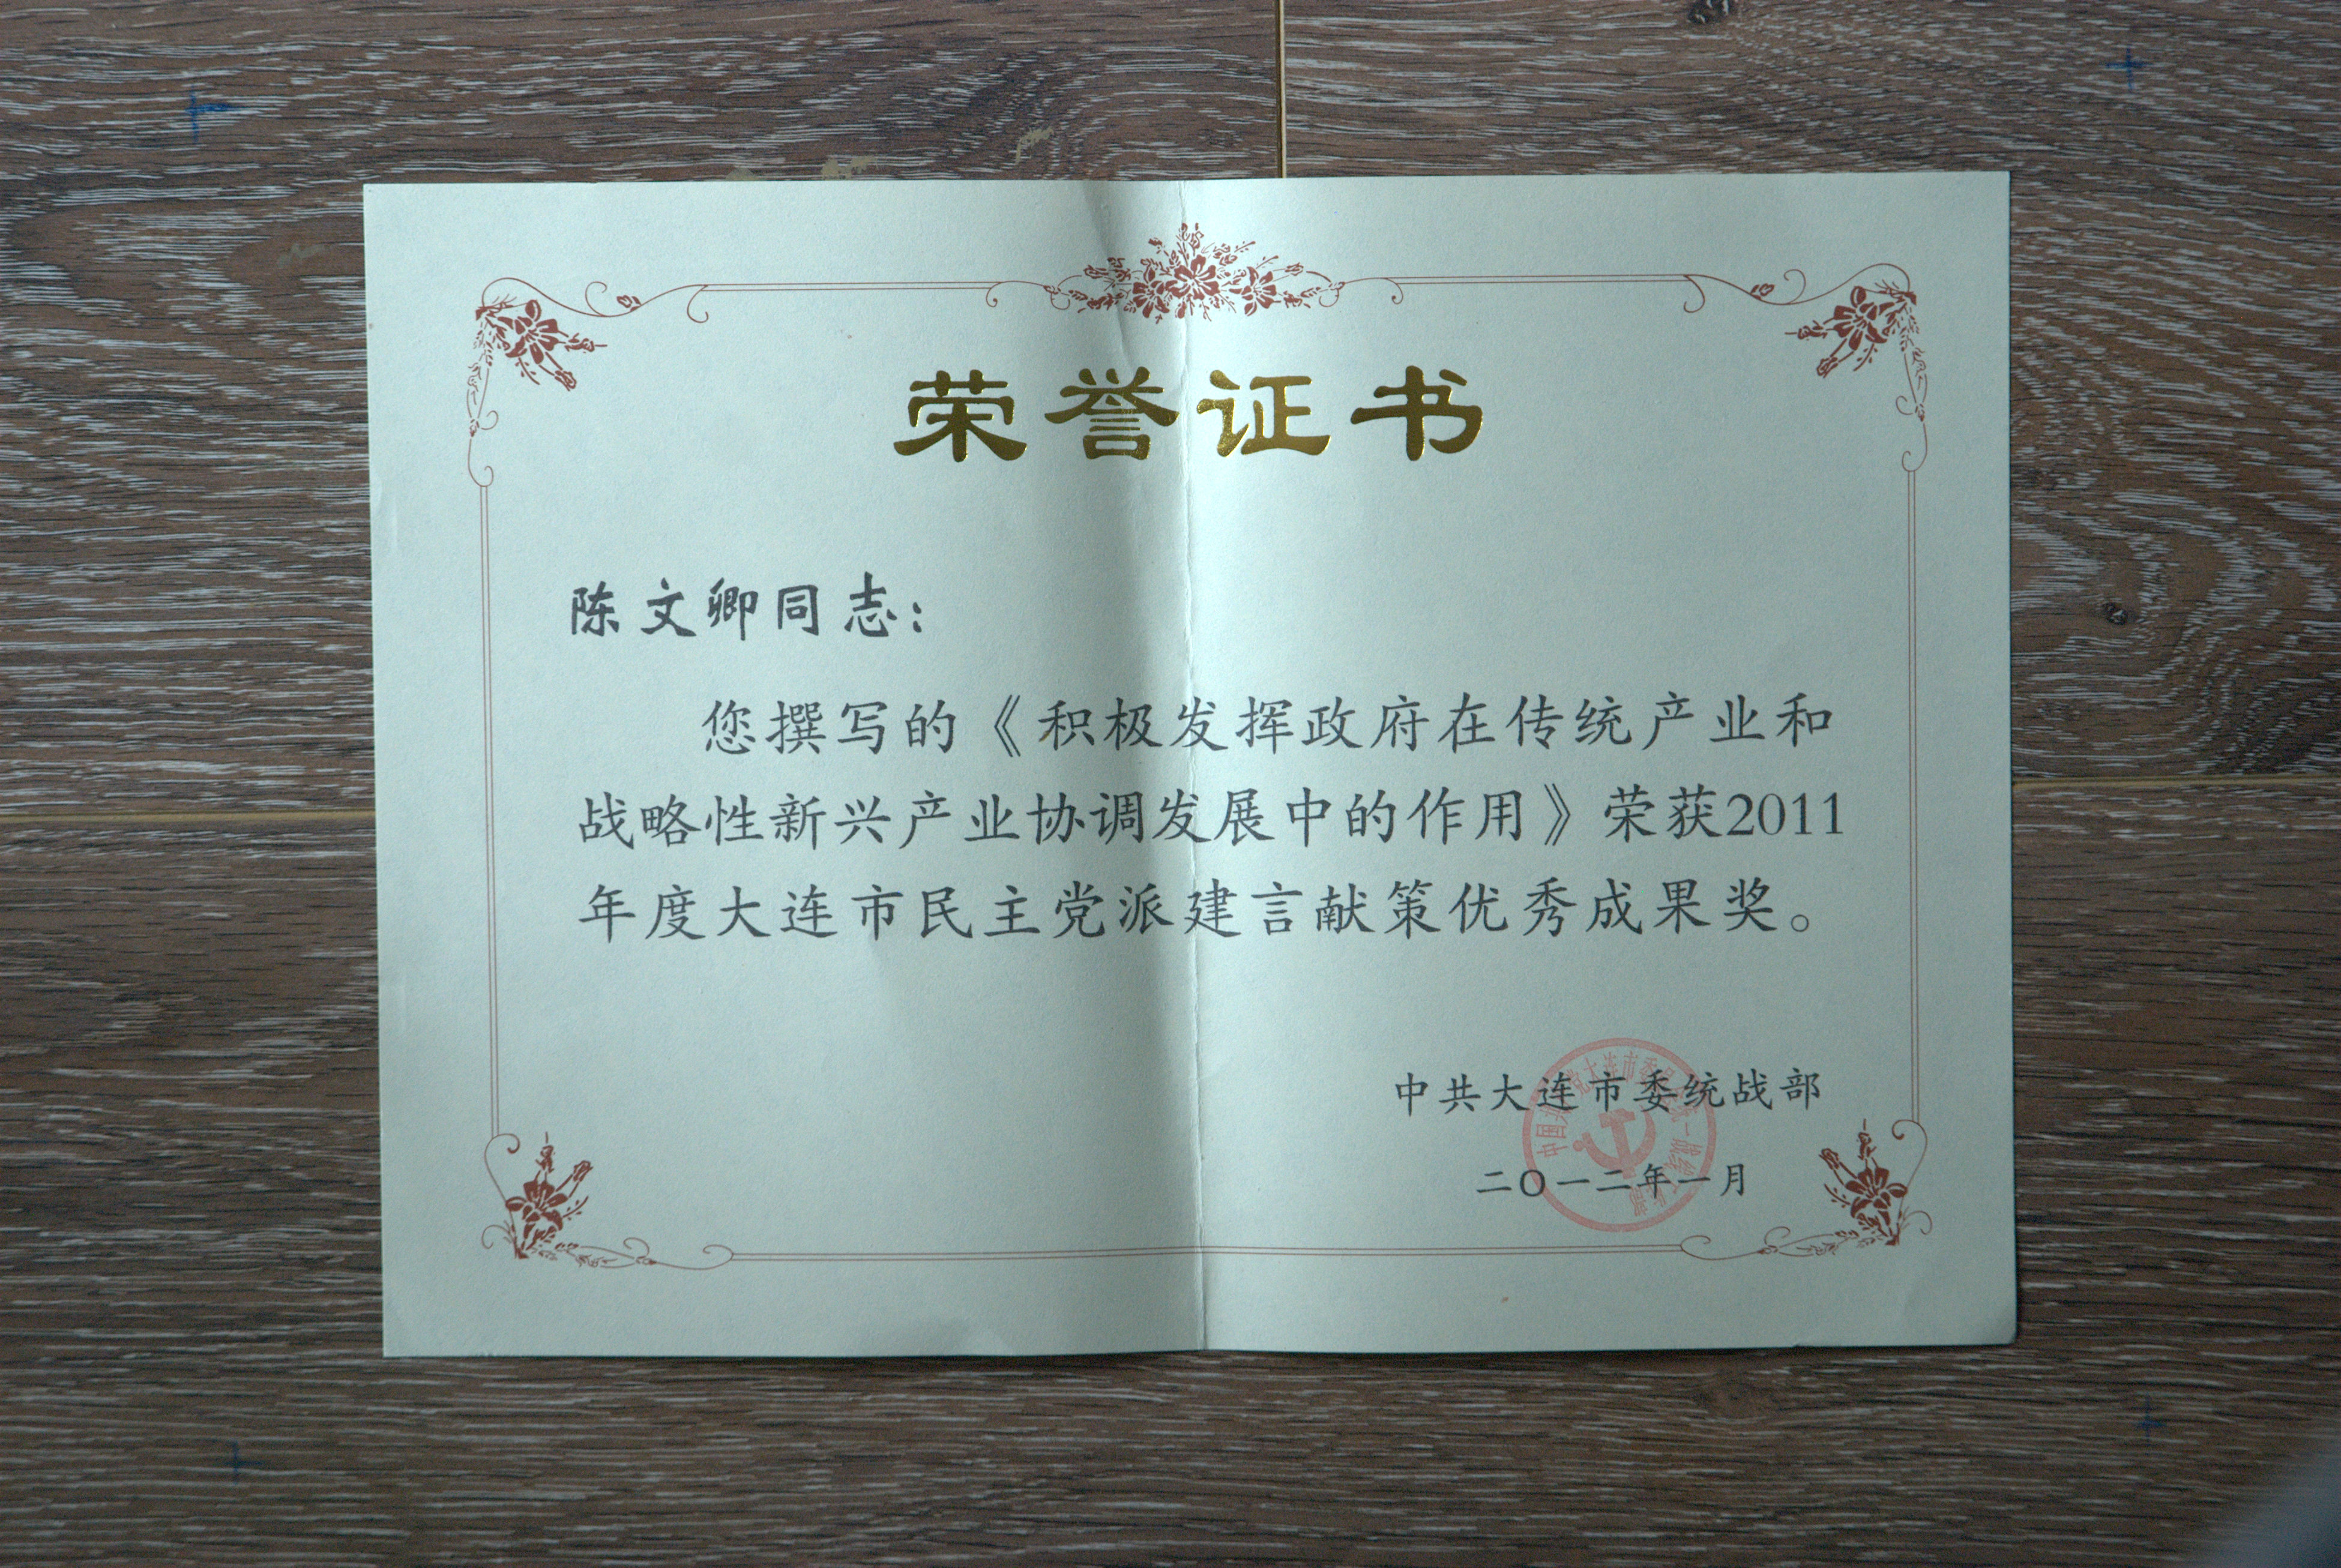 荣誉证书
陈文卿同志：
您撰写的《积极发挥政府在传统产业和
战略性新兴产业协调发展中的作用》荣获2011
年度大连市民主党派建言献策优秀成果奖。
中共大连市委统战部
二〇一二年一月